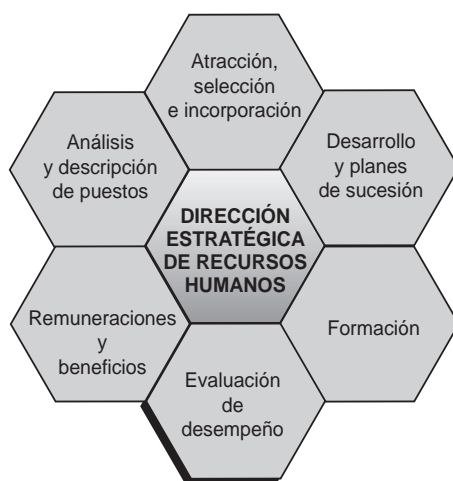 Atracción,
selección
e incorporación
Análisis
y descripción
de puestos
Desarrollo
y planes
de sucesión
DIRECCIÓN
ESTRATÉGICA
DE RECURSOS
HUMANOS
Remuneraciones
y
beneficios
Formación
Evaluación
de
desempeño